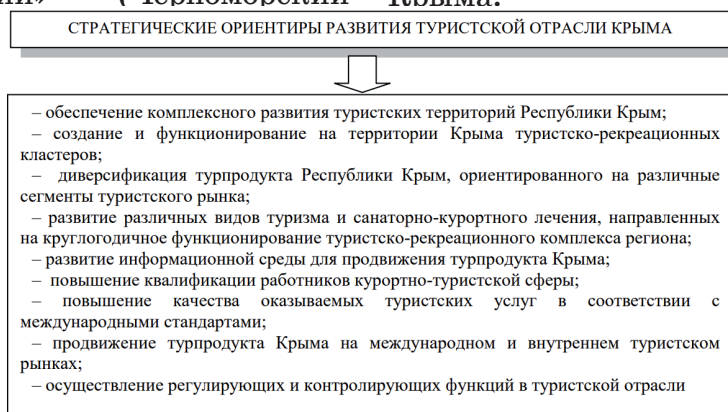 (Черноморский Крыма.
СТРАТЕГИЧЕСКИЕ ОРИЕНТИРЫ РАЗВИТИЯ ТУРИСТСКОЙ ОТРАСЛИ КРЫМА
– обеспечение комплексного развития туристских территорий Республики Крым;
– создание и функционирование на территории Крыма туристско-рекреационных
кластеров;
– диверсификация турпродукта Республики Крым, ориентированного на различные
сегменты туристского рынка;
– развитие различных видов туризма и санаторно-курортного лечения, направленных
на круглогодичное функционирование туристско-рекреационного комплекса региона;
– развитие информационной среды для продвижения турпродукта Крыма;
– повышение квалификации работников курортно-туристской сферы;
– повышение качества оказываемых туристских услуг в соответствии с
международными стандартами;
– продвижение турпродукта Крыма на международном и внутреннем туристском
рынках;
– осуществление регулирующих и контролирующих функций в туристской отрасли